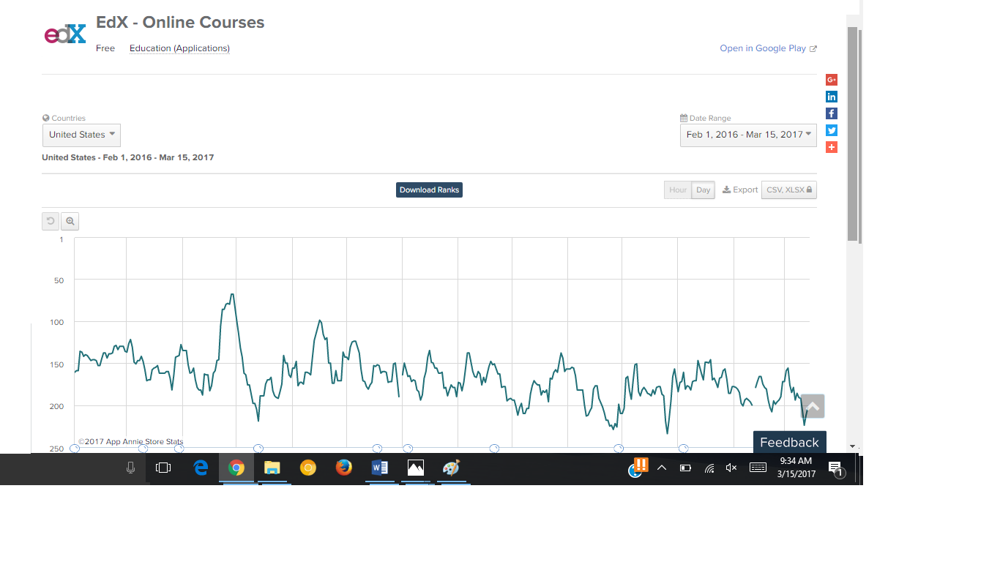 edX
EdX - Online Courses
Free Education (Applications)
Open in Google Play
G+
in
f
Countries
Date Range
United States
Feb 1, 2016 - Mar 15, 2017
United States - Feb 1, 2016 - Mar 15, 2017
Download Ranks
Hour Day Export CSV, XLSX
1
50
100
150
200
250
©2017 App Annie Store Stats
Feedback
9:34 AM
3/15/2017
1